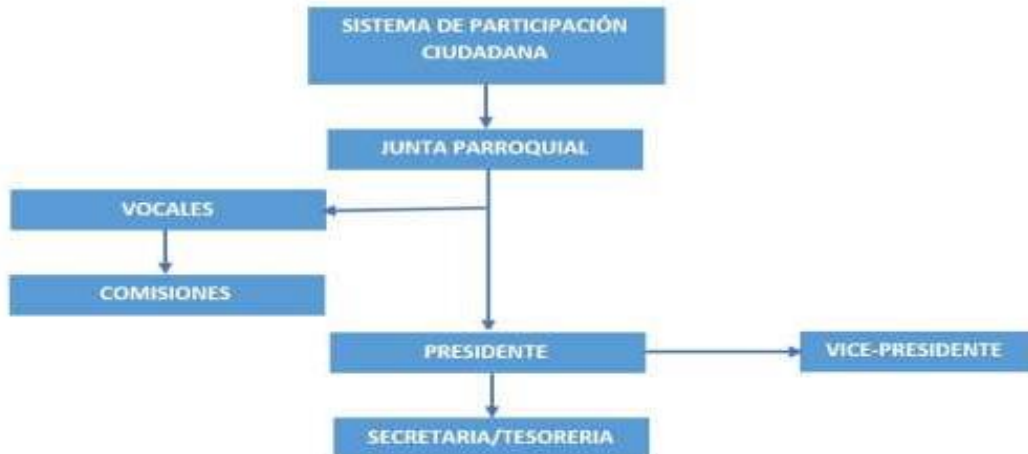 SISTEMA DE PARTICIPACIÓN
CIUDADANA
JUNTA PARROQUIAL
VOCALES
COMISIONES
PRESIDENTE
VICE-PRESIDENTE
SECRETARIA/TESORERIA